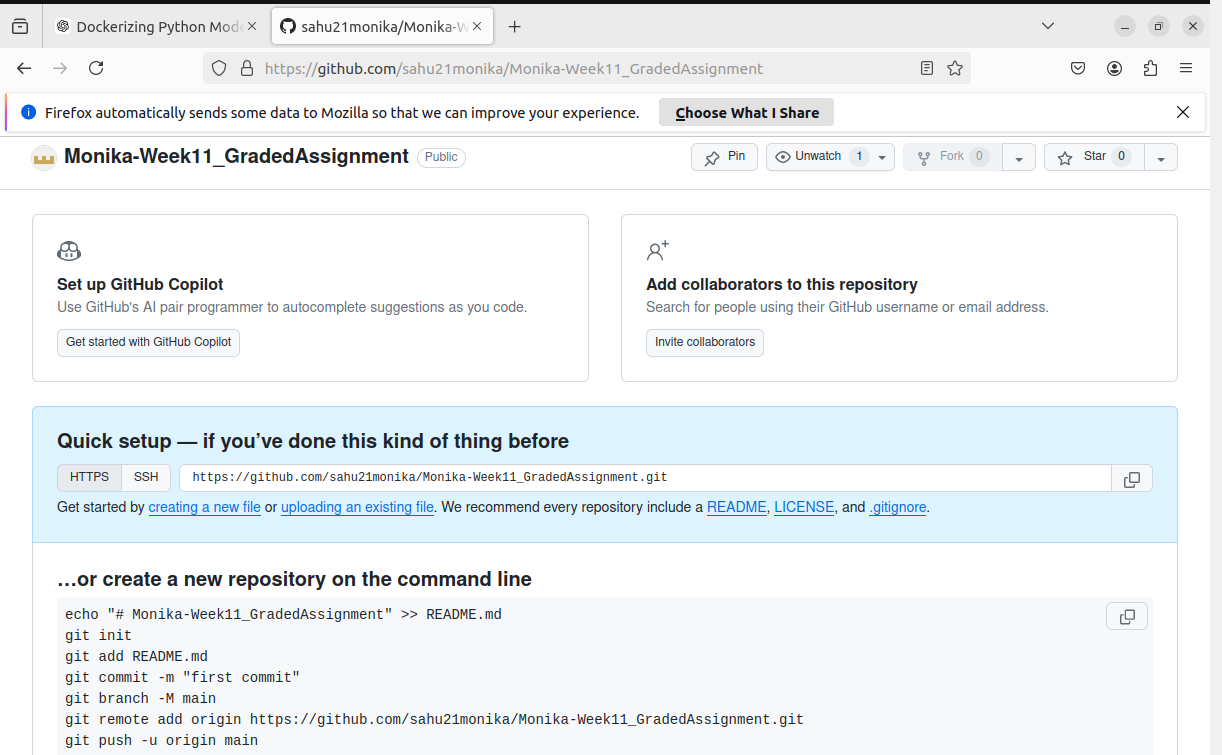 Dockerizing Python Mod
sahu21monika/Monika-W
https://github.com/sahu21monika/Monika-Week11_GradedAssignment
Firefox automatically sends some data to Mozilla so that we can improve your experience. Choose What I Share
Monika-Week11_GradedAssignment Public
Pin Unwatch 1 Fork 0 Star 0
Set up GitHub Copilot
Use GitHub's AI pair programmer to autocomplete suggestions as you code.
Get started with GitHub Copilot
Add collaborators to this repository
Search for people using their GitHub username or email address.
Invite collaborators
Quick setup — if you’ve done this kind of thing before
HTTPS SSH https://github.com/sahu21monika/Monika-Week11_GradedAssignment.git
Get started by creating a new file or uploading an existing file. We recommend every repository include a README, LICENSE, and .gitignore.
…or create a new repository on the command line
echo "# Monika-Week11_GradedAssignment" >> README.md
git init
git add README.md
git commit -m "first commit"
git branch -M main
git remote add origin https://github.com/sahu21monika/Monika-Week11_GradedAssignment.git
git push -u origin main